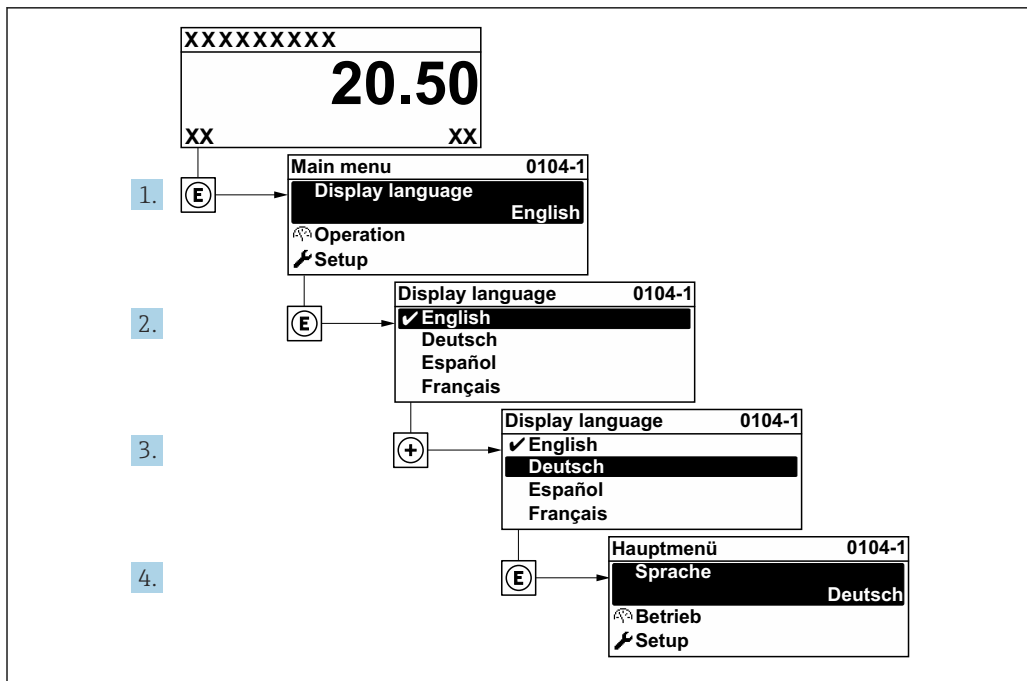 XXXXXXXXX
20.50
XX XX
1. E
Main menu 0104-1
Display language
English
Operation
Setup
2. E
Display language 0104-1
✔English
Deutsch
Español
Français
3. +
Display language 0104-1
✔English
Deutsch
Español
Français
4. E
Hauptmenü 0104-1
Sprache
Deutsch
Betrieb
Setup